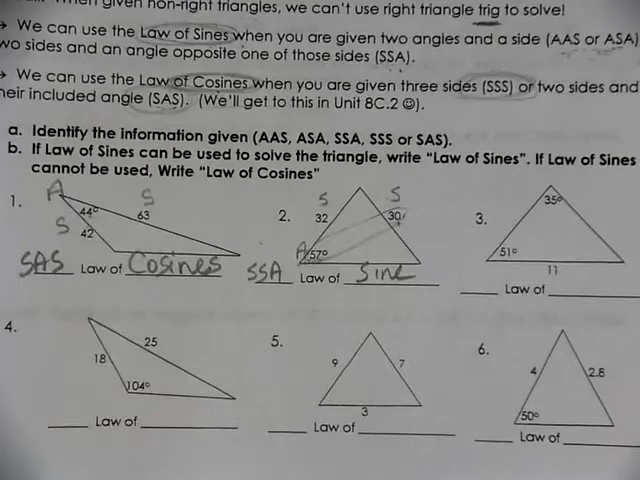 When given non-right triangles, we can't use right triangle trig to solve!
→ We can use the Law of Sines when you are given two angles and a side (AAS or ASA)
wo sides and an angle opposite one of those sides (SSA).
→ We can use the Law of Cosines when you are given three sides (SSS) or two sides and
heir included angle (SAS). (We'll get to this in Unit 8C.2 ☺).
a. Identify the information given (AAS, ASA, SSA, SSS or SAS).
b. If Law of Sines can be used to solve the triangle, write "Law of Sines". If Law of Sines
cannot be used, Write "Law of Cosines"
1. A 44° S 63 S 42
SAS Law of Cosines
2. S 32 S 30 A 57°
SSA Law of Sine
3. 35° 51° 11
Law of
4. 25 18 104°
Law of
5. 9 7 3
Law of
6. 4 2.8 50°
Law of